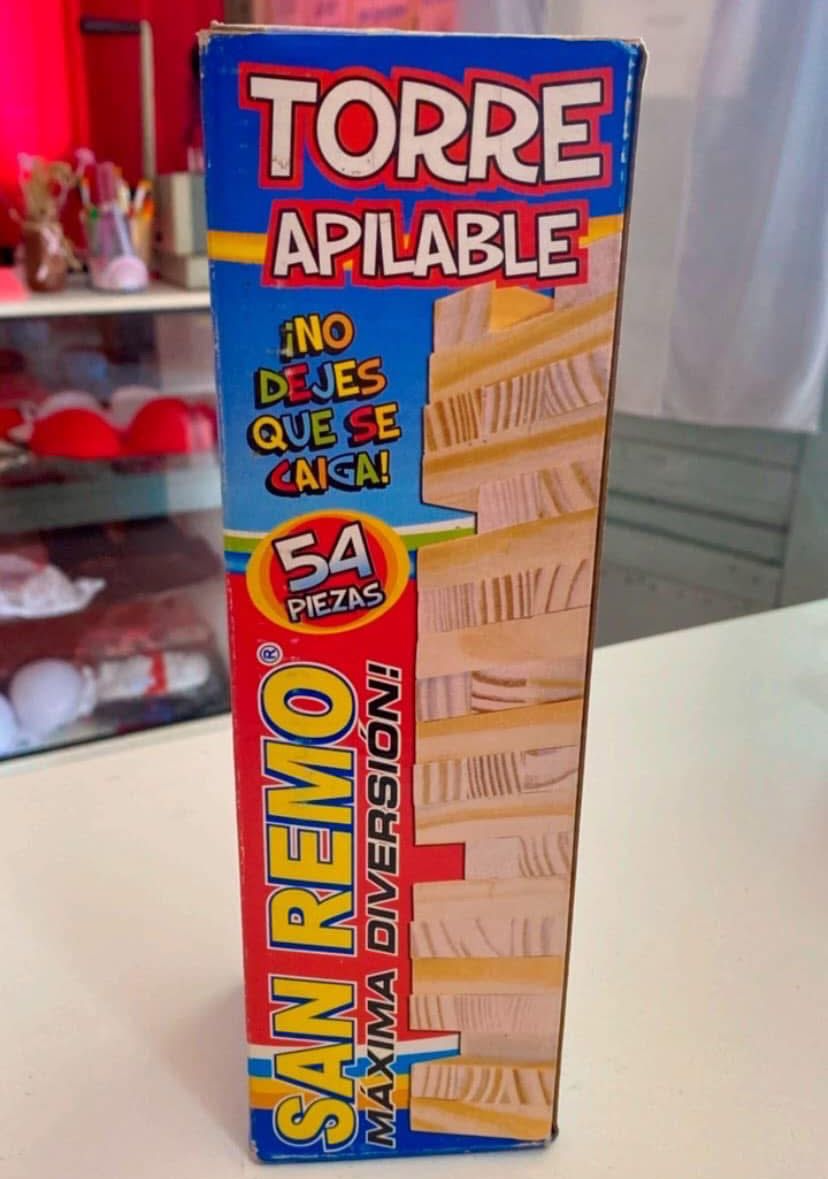 TORRE
APILABLE
¡NO
DEJES
QUE SE
CAIGA!
54
PIEZAS
SAN REMO®
MÁXIMA DIVERSIÓN!